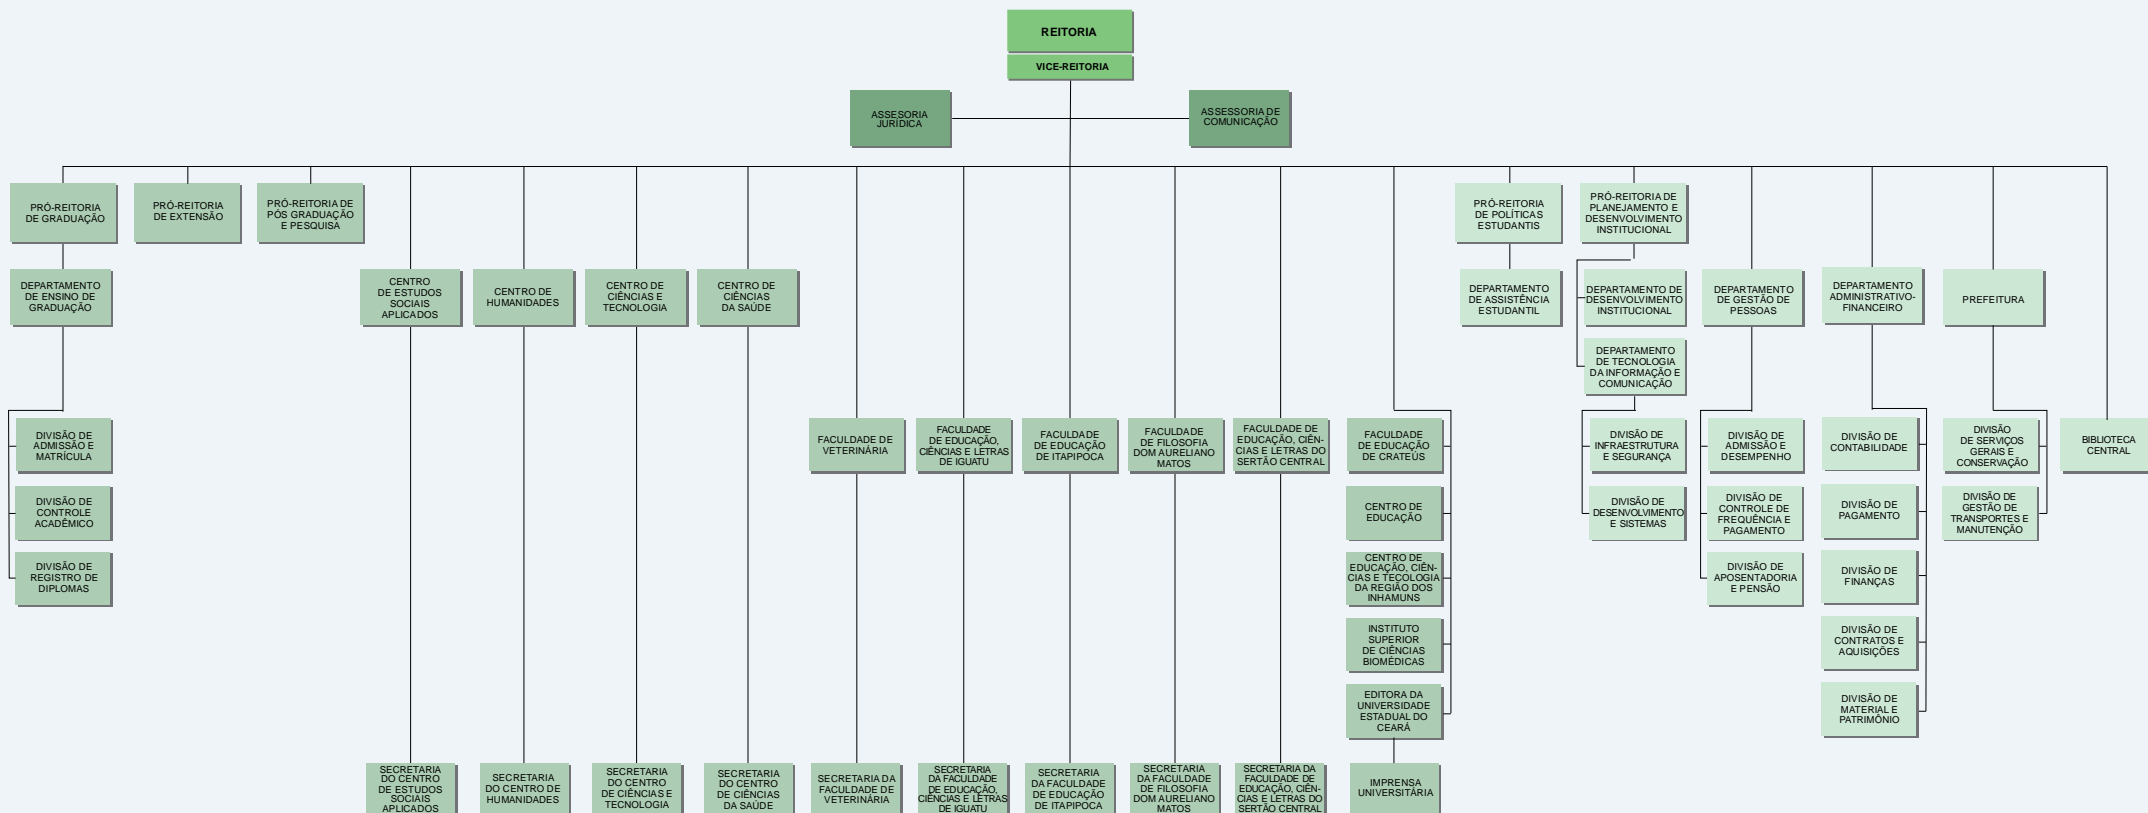 REITORIA
VICE-REITORIA
ASSESORIA
JURÍDICA
ASSESSORIA DE
COMUNICAÇÃO
PRÓ-REITORIA
DE GRADUAÇÃO
PRÓ-REITORIA
DE EXTENSÃO
PRÓ-REITORIA DE
PÓS GRADUAÇÃO
E PESQUISA
PRÓ-REITORIA
DE POLÍTICAS
ESTUDANTIS
PRÓ-REITORIA DE
PLANEJAMENTO E
DESENVOLVIMENTO
INSTITUCIONAL
DEPARTAMENTO
DE ENSINO DE
GRADUAÇÃO
CENTRO
DE ESTUDOS
SOCIAIS
APLICADOS
CENTRO DE
HUMANIDADES
CENTRO DE
CIÊNCIAS E
TECNOLOGIA
CENTRO DE
CIÊNCIAS
DA SAÚDE
DEPARTAMENTO
DE ASSISTÊNCIA
ESTUDANTIL
DEPARTAMENTO DE
DESENVOLVIMENTO
INSTITUCIONAL
DEPARTAMENTO
DE GESTÃO DE
PESSOAS
DEPARTAMENTO
ADMINISTRATIVO-
FINANCEIRO
PREFEITURA
DEPARTAMENTO
DE TECNOLOGIA
DA INFORMAÇÃO E
COMUNICAÇÃO
DIVISÃO DE
ADMISSÃO E
MATRÍCULA
FACULDADE DE
VETERINÁRIA
FACULDADE
DE EDUCAÇÃO,
CIÊNCIAS E LETRAS
DE IGUATU
FACULDADE
DE EDUCAÇÃO
DE ITAPIPOCA
FACULDADE
DE FILOSOFIA
DOM AURELIANO
MATOS
FACULDADE DE
EDUCAÇÃO, CIÊN-
CIAS E LETRAS DO
SERTÃO CENTRAL
FACULDADE
DE EDUCAÇÃO
DE CRATEÚS
DIVISÃO DE
INFRAESTRUTURA
E SEGURANÇA
DIVISÃO DE
ADMISSÃO E
DESEMPENHO
DIVISÃO DE
CONTABILIDADE
DIVISÃO
DE SERVIÇOS
GERAIS E
CONSERVAÇÃO
BIBLIOTECA
CENTRAL
DIVISÃO DE
CONTROLE
ACADÊMICO
CENTRO DE
EDUCAÇÃO
DIVISÃO DE
DESENVOLVIMENTO
E SISTEMAS
DIVISÃO DE
CONTROLE DE
FREQUÊNCIA E
PAGAMENTO
DIVISÃO DE
PAGAMENTO
DIVISÃO DE
GESTÃO DE
TRANSPORTES E
MANUTENÇÃO
DIVISÃO DE
REGISTRO DE
DIPLOMAS
CENTRO DE
EDUCAÇÃO, CIÊN-
CIAS E TECOLOGIA
DA REGIÃO DOS
INHAMUNS
DIVISÃO DE
APOSENTADORIA
E PENSÃO
DIVISÃO DE
FINANÇAS
INSTITUTO
SUPERIOR
DE CIÊNCIAS
BIOMÉDICAS
DIVISÃO DE
CONTRATOS E
AQUISIÇÕES
EDITORA DA
UNIVERSIDADE
ESTADUAL DO
CEARÁ
DIVISÃO DE
MATERIAL E
PATRIMÔNIO
SECRETARIA
DO CENTRO
DE ESTUDOS
SOCIAIS
APLICADOS
SECRETARIA
DO CENTRO DE
HUMANIDADES
SECRETARIA
DO CENTRO
DE CIÊNCIAS E
TECNOLOGIA
SECRETARIA
DO CENTRO
DE CIÊNCIAS
DA SAÚDE
SECRETARIA DA
FACULDADE DE
VETERINÁRIA
SECRETARIA
DA FACULDADE
DE EDUCAÇÃO,
CIÊNCIAS E LETRAS
DE IGUATU
SECRETARIA
DA FACULDADE
DE EDUCAÇÃO
DE ITAPIPOCA
SECRETARIA
DA FACULDADE
DE FILOSOFIA
DOM AURELIANO
MATOS
SECRETARIA DA
FACULDADE DE
EDUCAÇÃO, CIÊN-
CIAS E LETRAS DO
SERTÃO CENTRAL
IMPRENSA
UNIVERSITÁRIA